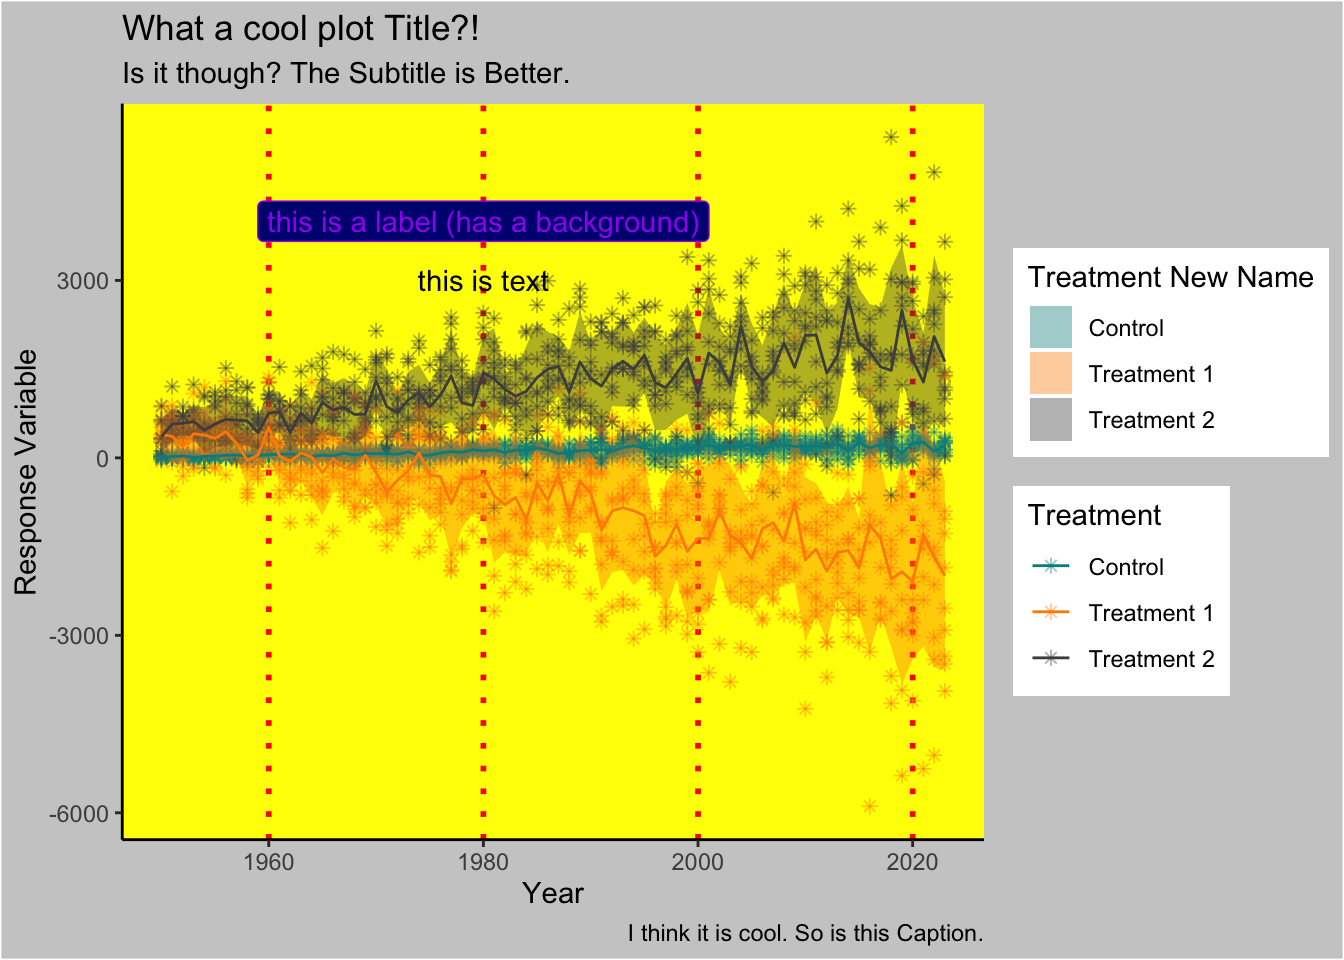 What a cool plot Title?!
Is it though? The Subtitle is Better.
this is a label (has a background)
this is text
3000
0
-3000
-6000
Response Variable
1960 1980 2000 2020
Year
I think it is cool. So is this Caption.
Treatment New Name
Control
Treatment 1
Treatment 2
Treatment
Control
Treatment 1
Treatment 2